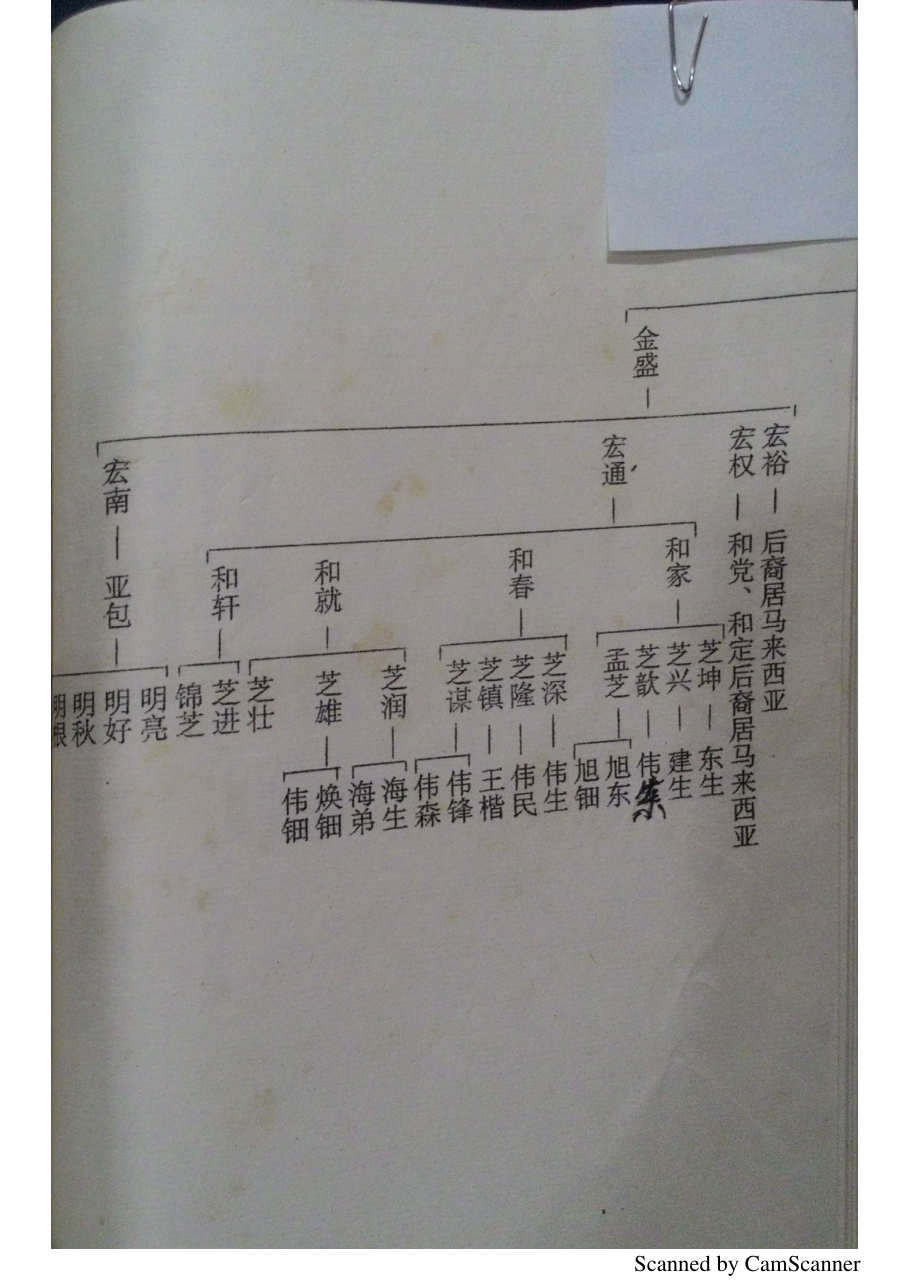 金盛
宏裕 — 后裔居马来西亚
宏权 — 和党、和定后裔居马来西亚
宏通
宏南 — 亚包
和家
和春
和就
和轩
芝坤 — 东生
芝兴 — 建生
芝歆 — 伟
孟芝
旭东
旭钿
芝深 — 伟生
芝隆 — 伟民
芝镇 — 王楷
芝谋
伟锋
伟森
芝润
海生
海弟
芝雄
焕钿
伟钿
芝壮
芝进
锦芝
明亮
明好
明秋
明根
Scanned by CamScanner